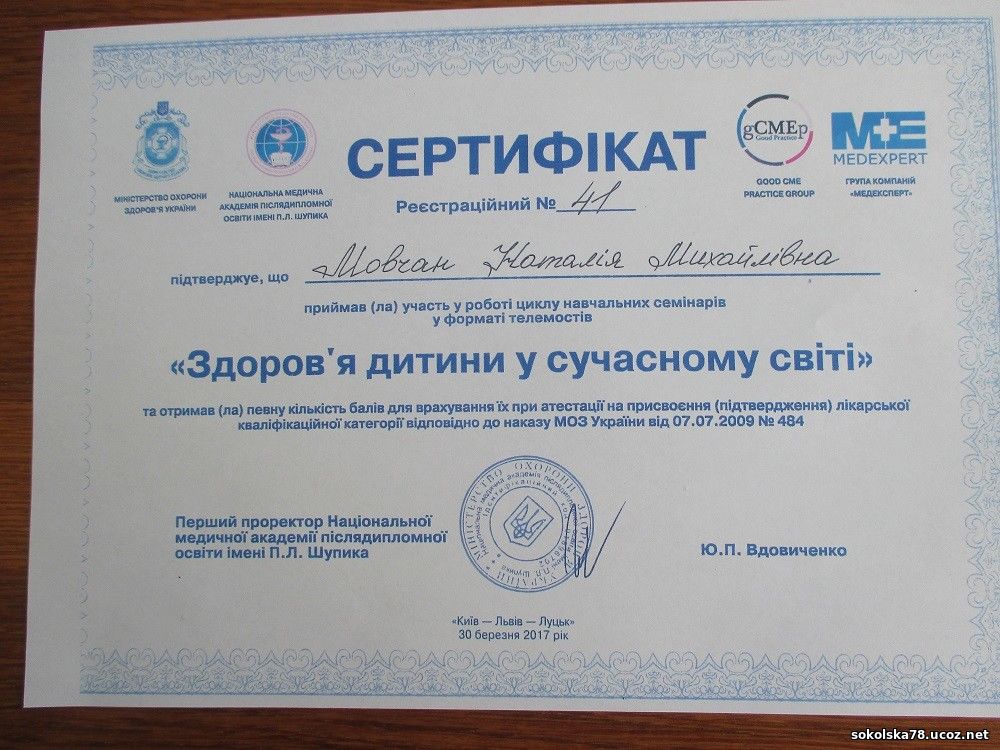 МІНІСТЕРСТВО ОХОРОНИ
ЗДОРОВ'Я УКРАЇНИ
НАЦІОНАЛЬНА МЕДИЧНА
АКАДЕМІЯ ПІСЛЯДИПЛОМНОЇ
ОСВІТИ ІМЕНІ П.Л. ШУПИКА
СЕРТИФІКАТ
Реєстраційний № 41
gCMEp
Good Practice
GOOD CME
PRACTICE GROUP
MEDEXPERT
ГРУПА КОМПАНІЙ
«МЕДЕКСПЕРТ»
підтверджує, що Мовчан Наталія Михайлівна
приймав (ла) участь у роботі циклу навчальних семінарів
у форматі телемостів
«Здоров'я дитини у сучасному світі»
та отримав (ла) певну кількість балів для врахування їх при атестації на присвоєння (підтвердження) лікарської
кваліфікаційної категорії відповідно до наказу МОЗ України від 07.07.2009 № 484
Перший проректор Національної
медичної академії післядипломної
освіти імені П.Л. Шупика
МІНІСТЕРСТВО ОХОРОНИ ЗДОРОВ'Я УКРАЇНИ
Ю.П. Вдовиченко
«Київ — Львів — Луцьк»
30 березня 2017 рік
sokolska78.ucoz.net